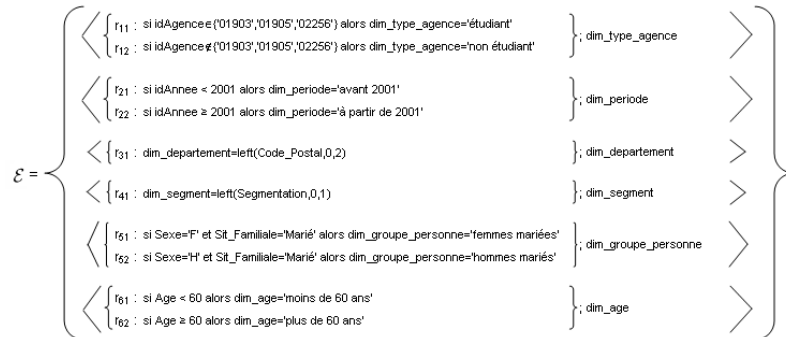 r11 : si idAgence∈{'01903','01905','02256'} alors dim_type_agence='étudiant'
r12 : si idAgence∉{'01903','01905','02256'} alors dim_type_agence='non étudiant'
; dim_type_agence
r21 : si idAnnee < 2001 alors dim_periode='avant 2001'
r22 : si idAnnee ≥ 2001 alors dim_periode='à partir de 2001'
; dim_periode
r31 : dim_departement=left(Code_Postal,0,2) ; dim_departement
ℰ =
r41 : dim_segment=left(Segmentation,0,1) ; dim_segment
r51 : si Sexe='F' et Sit_Familiale='Marié' alors dim_groupe_personne='femmes mariées'
r52 : si Sexe='H' et Sit_Familiale='Marié' alors dim_groupe_personne='hommes mariés'
; dim_groupe_personne
r61 : si Age < 60 alors dim_age='moins de 60 ans'
r62 : si Age ≥ 60 alors dim_age='plus de 60 ans'
; dim_age